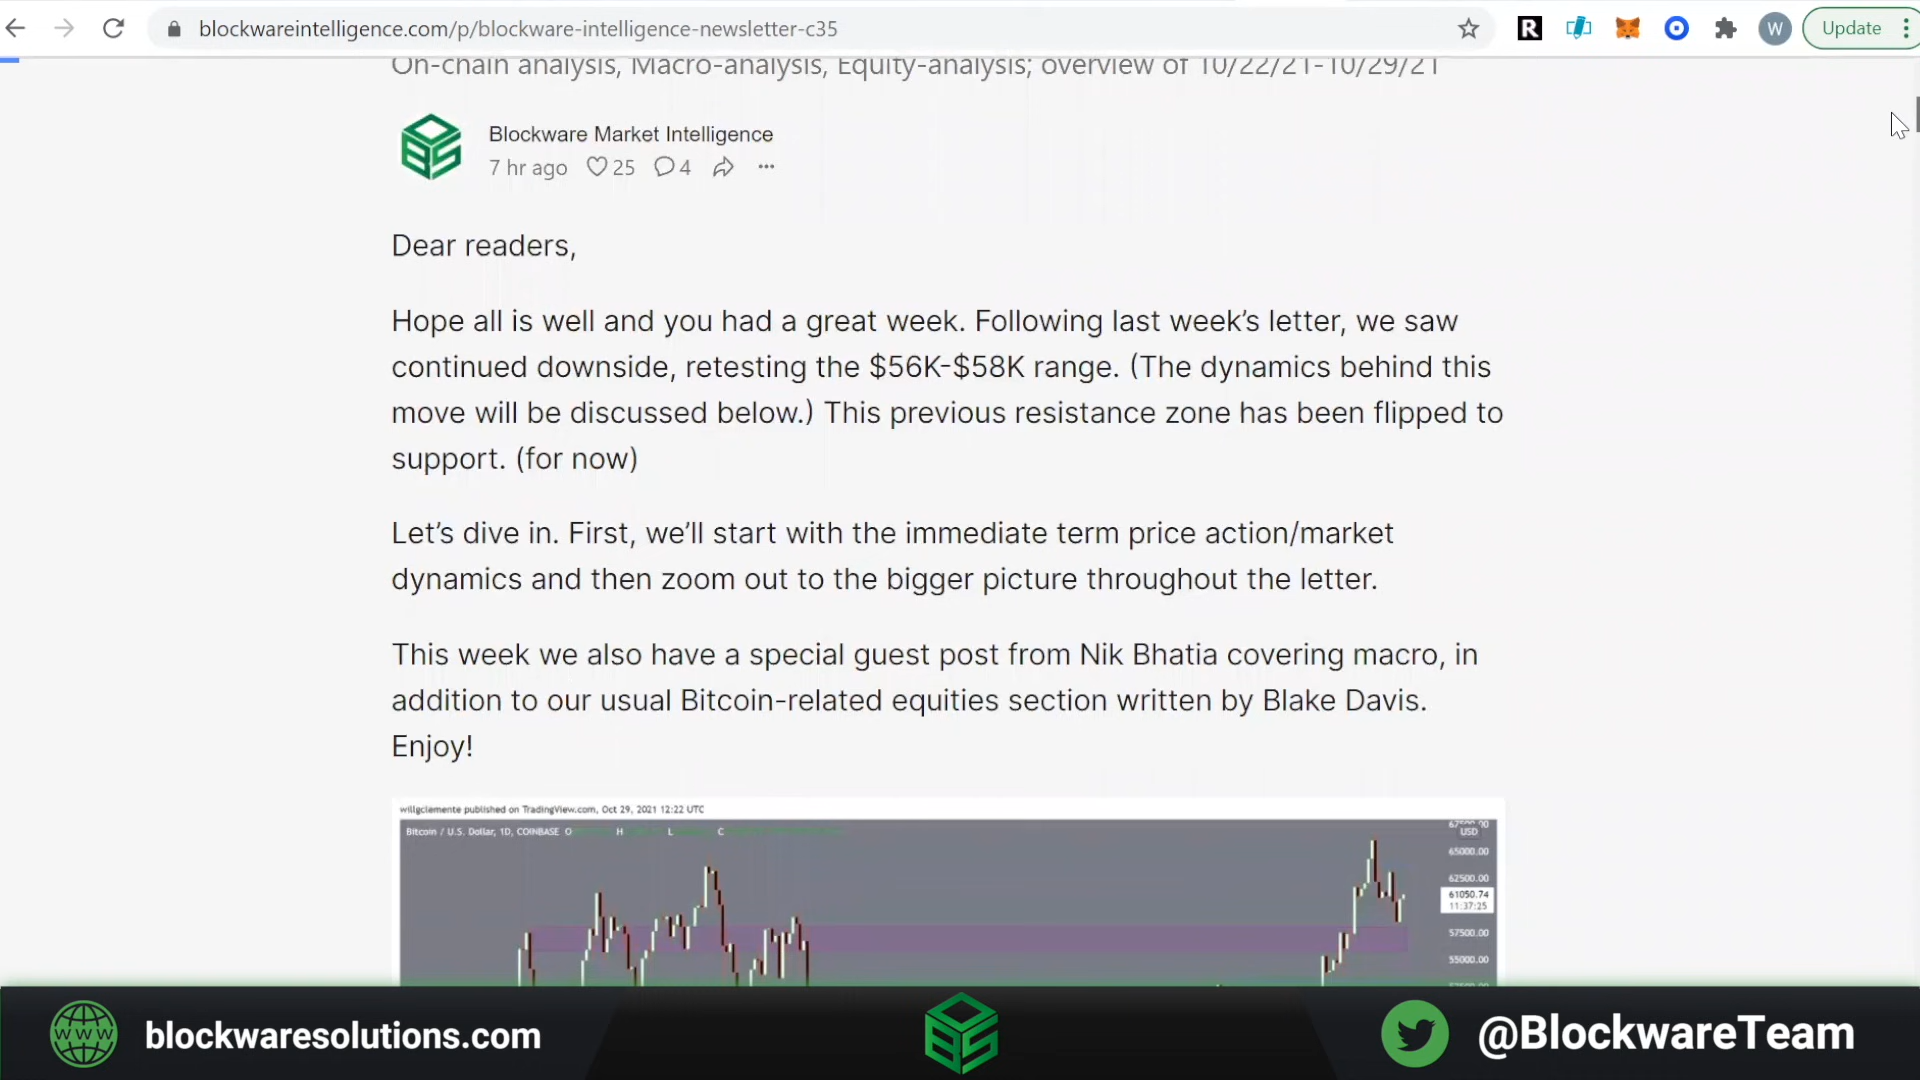 blockwareintelligence.com/p/blockware-intelligence-newsletter-c35
W
Update
On-chain analysis, Macro-analysis, Equity-analysis; overview of 10/22/21-10/29/21
Blockware Market Intelligence
7 hr ago 25 4
Dear readers,
Hope all is well and you had a great week. Following last week’s letter, we saw
continued downside, retesting the $56K-$58K range. (The dynamics behind this
move will be discussed below.) This previous resistance zone has been flipped to
support. (for now)
Let’s dive in. First, we’ll start with the immediate term price action/market
dynamics and then zoom out to the bigger picture throughout the letter.
This week we also have a special guest post from Nik Bhatia covering macro, in
addition to our usual Bitcoin-related equities section written by Blake Davis.
Enjoy!
willgclemente published on TradingView.com, Oct 29, 2021 12:22 UTC
Bitcoin / U.S. Dollar, 1D, COINBASE O H L C
USD
65000.00
62500.00
61050.74
11:37:25
57500.00
55000.00
www
blockwaresolutions.com
@BlockwareTeam